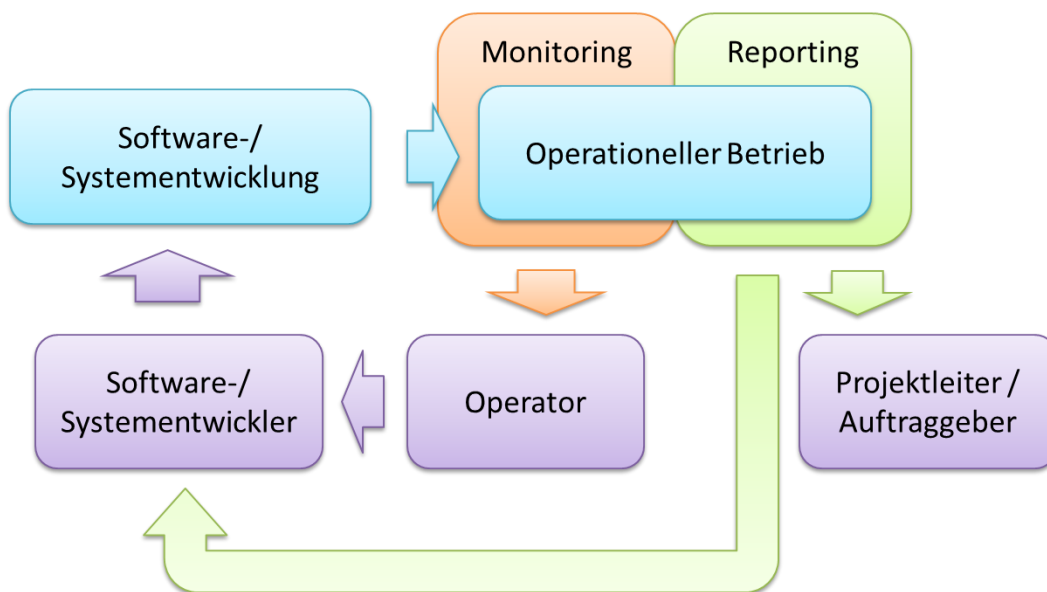 Monitoring
Reporting
Software-/
Systementwicklung
Operationeller Betrieb
Software-/
Systementwickler
Operator
Projektleiter /
Auftraggeber